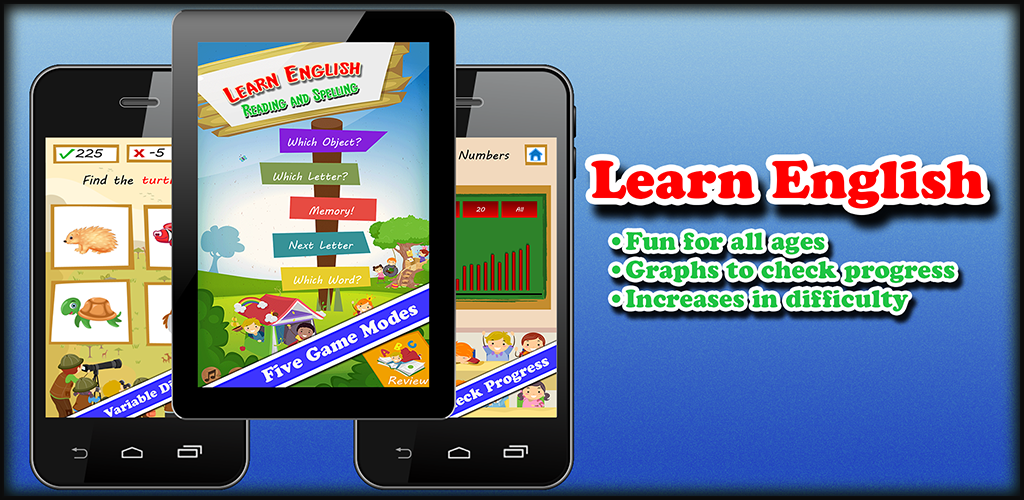 225
-5
Find the
Variable
LEARN ENGLISH
READING AND SPELLING
Which Object?
Which Letter?
Memory!
Next Letter
Which Word?
Five Game Modes
A B C
Review
Numbers
20
All
Progress
Learn English
•Fun for all ages
•Graphs to check progress
•Increases in difficulty